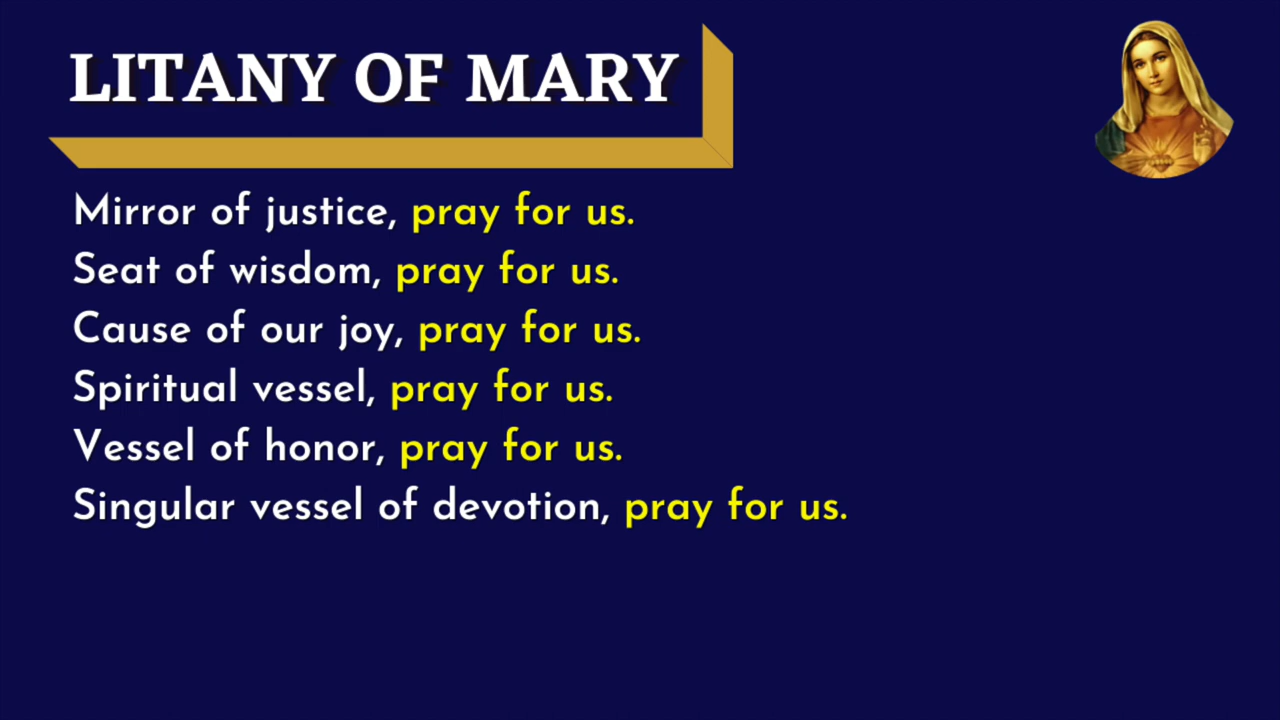 LITANY OF MARY
Mirror of justice, pray for us.
Seat of wisdom, pray for us.
Cause of our joy, pray for us.
Spiritual vessel, pray for us.
Vessel of honor, pray for us.
Singular vessel of devotion, pray for us.